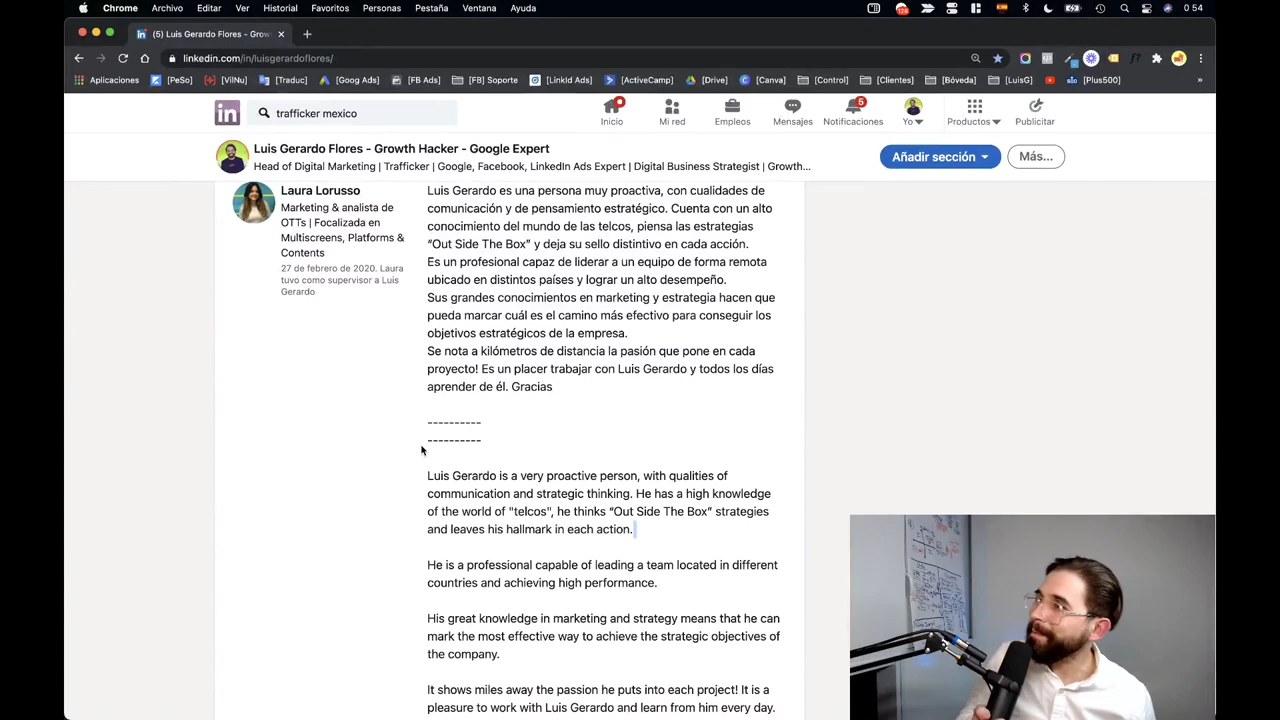 Chrome Archivo Editar Ver Historial Favoritos Personas Pestaña Ventana Ayuda 0 54
(5) Luis Gerardo Flores - Grow
linkedin.com/in/luisgerardoflores/
Aplicaciones [PeSo] [VilNu] [Traduc] [Goog Ads] [FB Ads] [FB] Soporte [LinkId Ads] [ActiveCamp] [Drive] [Canva] [Control] [Clientes] [Bóveda] [LuisG] [Plus500] »
in trafficker mexico Inicio Mi red Empleos Mensajes 5 Notificaciones Yo Productos Publicitar
Luis Gerardo Flores - Growth Hacker - Google Expert
Head of Digital Marketing | Trafficker | Google, Facebook, LinkedIn Ads Expert | Digital Business Strategist | Growth...
Añadir sección Más...
Laura Lorusso
Marketing & analista de
OTTs | Focalizada en
Multiscreens, Platforms &
Contents
27 de febrero de 2020. Laura
tuvo como supervisor a Luis
Gerardo
Luis Gerardo es una persona muy proactiva, con cualidades de
comunicación y de pensamiento estratégico. Cuenta con un alto
conocimiento del mundo de las telcos, piensa las estrategias
“Out Side The Box” y deja su sello distintivo en cada acción.
Es un profesional capaz de liderar a un equipo de forma remota
ubicado en distintos países y lograr un alto desempeño.
Sus grandes conocimientos en marketing y estrategia hacen que
pueda marcar cuál es el camino más efectivo para conseguir los
objetivos estratégicos de la empresa.
Se nota a kilómetros de distancia la pasión que pone en cada
proyecto! Es un placer trabajar con Luis Gerardo y todos los días
aprender de él. Gracias
----------
----------
Luis Gerardo is a very proactive person, with qualities of
communication and strategic thinking. He has a high knowledge
of the world of "telcos", he thinks “Out Side The Box” strategies
and leaves his hallmark in each action.
He is a professional capable of leading a team located in different
countries and achieving high performance.
His great knowledge in marketing and strategy means that he can
mark the most effective way to achieve the strategic objectives of
the company.
It shows miles away the passion he puts into each project! It is a
pleasure to work with Luis Gerardo and learn from him every day.